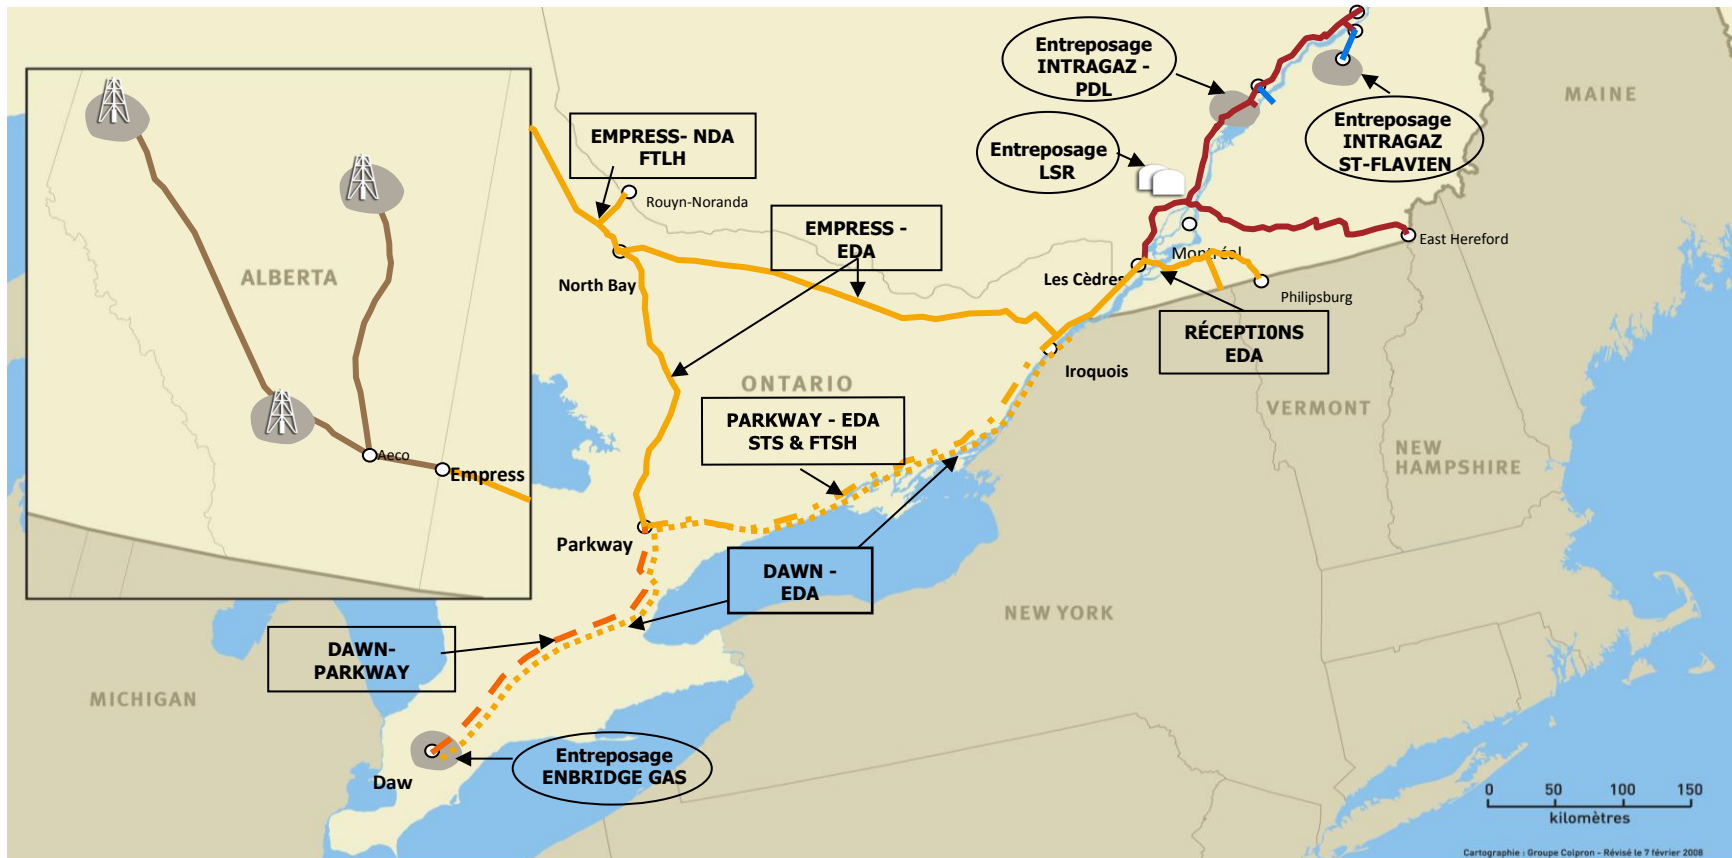 Entreposage
INTRAGAZ -
PDL
MAINE
EMPRESS- NDA
FTLH
Entreposage
INTRAGAZ
ST-FLAVIEN
Entreposage
LSR
Rouyn-Noranda
EMPRESS -
EDA
East Hereford
Montréal
ALBERTA
North Bay
Les Cèdres
Philipsburg
RÉCEPTI0NS
EDA
Iroquois
ONTARIO
VERMONT
PARKWAY - EDA
STS & FTSH
NEW
HAMPSHIRE
Aeco
Empress
Parkway
DAWN -
EDA
NEW YORK
DAWN-
PARKWAY
MICHIGAN
Entreposage
ENBRIDGE GAS
Daw
0 50 100 150
kilomètres
Cartographie : Groupe Colpron - Révisé le 7 février 2008